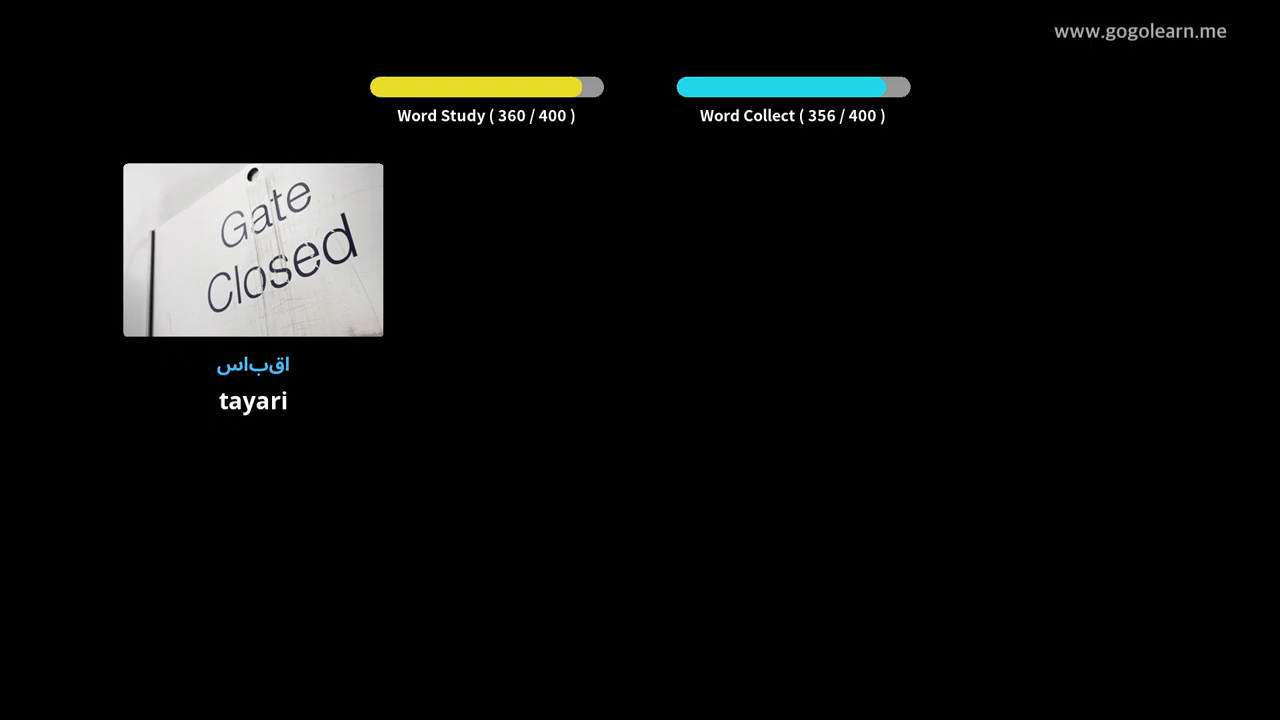 www.gogolearn.me
Word Study ( 360 / 400 )
Word Collect ( 356 / 400 )
Gate
Closed
اقباس
tayari